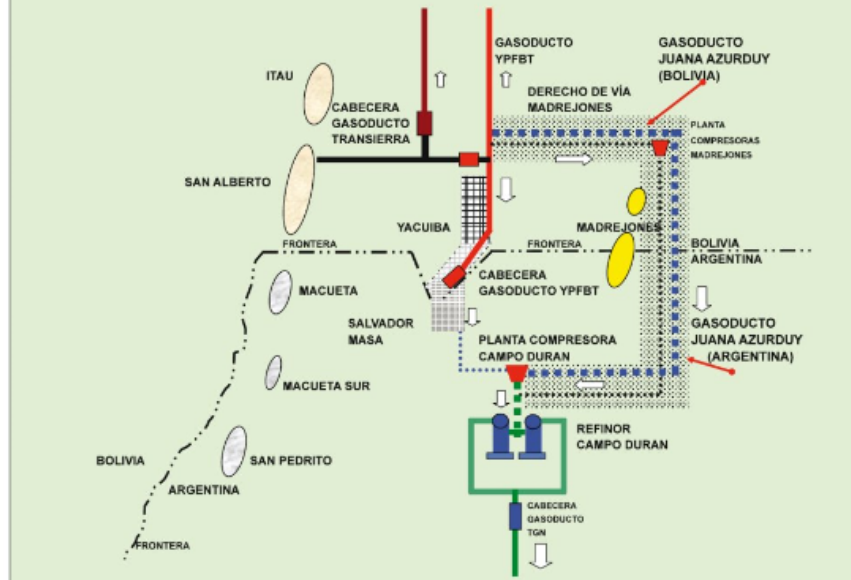 GASODUCTO
YPFBT
GASODUCTO
JUANA AZURDUY
(BOLIVIA)
ITAU
DERECHO DE VÍA
MADREJONES
CABECERA
GASODUCTO
TRANSIERRA
PLANTA
COMPRESORAS
MADREJONES
SAN ALBERTO
YACUIBA
MADREJONES
FRONTERA
FRONTERA
BOLIVIA
ARGENTINA
CABECERA
GASODUCTO YPFBT
MACUETA
SALVADOR
MASA
PLANTA COMPRESORA
CAMPO DURAN
GASODUCTO
JUANA AZURDUY
(ARGENTINA)
MACUETA SUR
REFINOR
CAMPO DURAN
BOLIVIA
SAN PEDRITO
ARGENTINA
CABECERA
GASODUCTO
TGN
FRONTERA